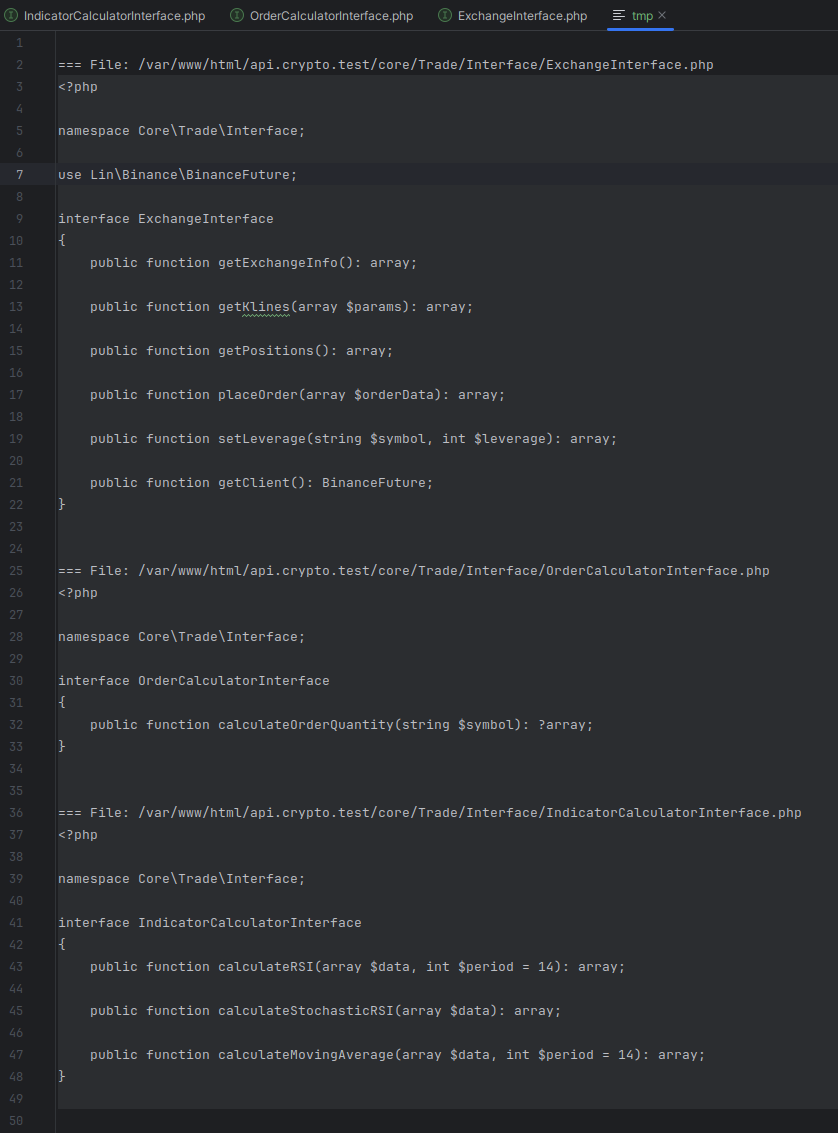 IndicatorCalculatorInterface.php OrderCalculatorInterface.php ExchangeInterface.php tmp
1
2 === File: /var/www/html/api.crypto.test/core/Trade/Interface/ExchangeInterface.php
3 <?php
4
5 namespace Core\Trade\Interface;
6
7 use Lin\Binance\BinanceFuture;
8
9 interface ExchangeInterface
10 {
11     public function getExchangeInfo(): array;
12
13     public function getKlines(array $params): array;
14
15     public function getPositions(): array;
16
17     public function placeOrder(array $orderData): array;
18
19     public function setLeverage(string $symbol, int $leverage): array;
20
21     public function getClient(): BinanceFuture;
22 }
23
24
25 === File: /var/www/html/api.crypto.test/core/Trade/Interface/OrderCalculatorInterface.php
26 <?php
27
28 namespace Core\Trade\Interface;
29
30 interface OrderCalculatorInterface
31 {
32     public function calculateOrderQuantity(string $symbol): ?array;
33 }
34
35
36 === File: /var/www/html/api.crypto.test/core/Trade/Interface/IndicatorCalculatorInterface.php
37 <?php
38
39 namespace Core\Trade\Interface;
40
41 interface IndicatorCalculatorInterface
42 {
43     public function calculateRSI(array $data, int $period = 14): array;
44
45     public function calculateStochasticRSI(array $data): array;
46
47     public function calculateMovingAverage(array $data, int $period = 14): array;
48 }
49
50